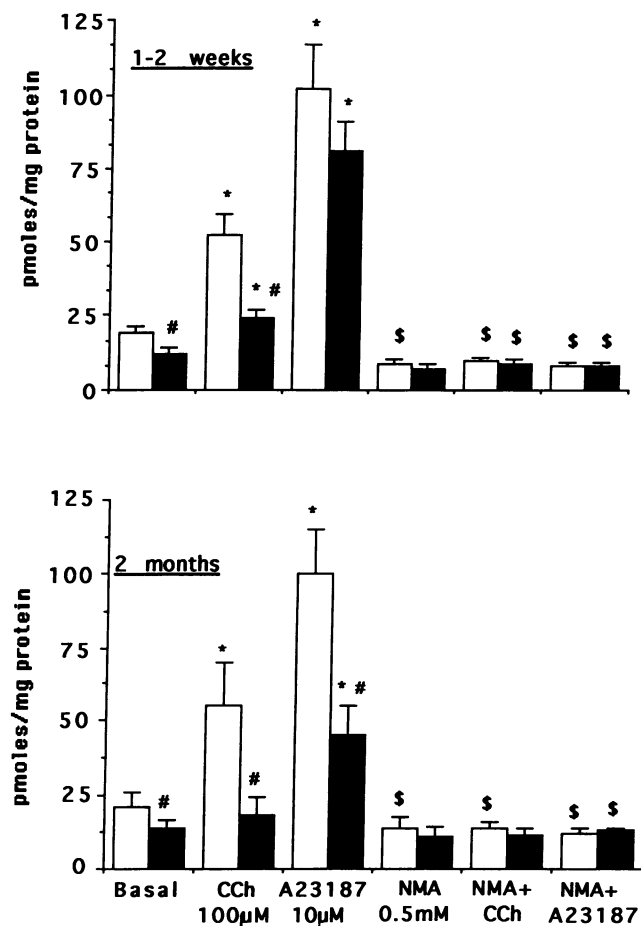 125
1-2 weeks
100
75
50
25
0
pmoles/mg protein
* * * # * * # $ $ $ $ $
125
2 months
100
75
50
25
0
pmoles/mg protein
# * # * * # $ $ $ $
Basal CCh A23187 NMA NMA+ NMA+
100µM 10µM 0.5mM CCh A23187